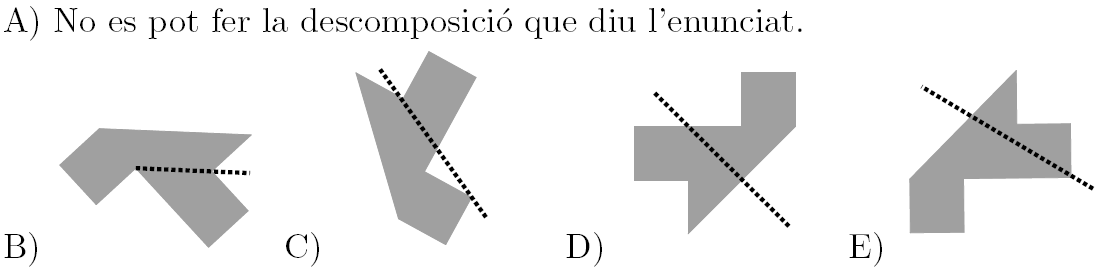 A) No es pot fer la descomposició que diu l'enunciat.
B) C) D) E)